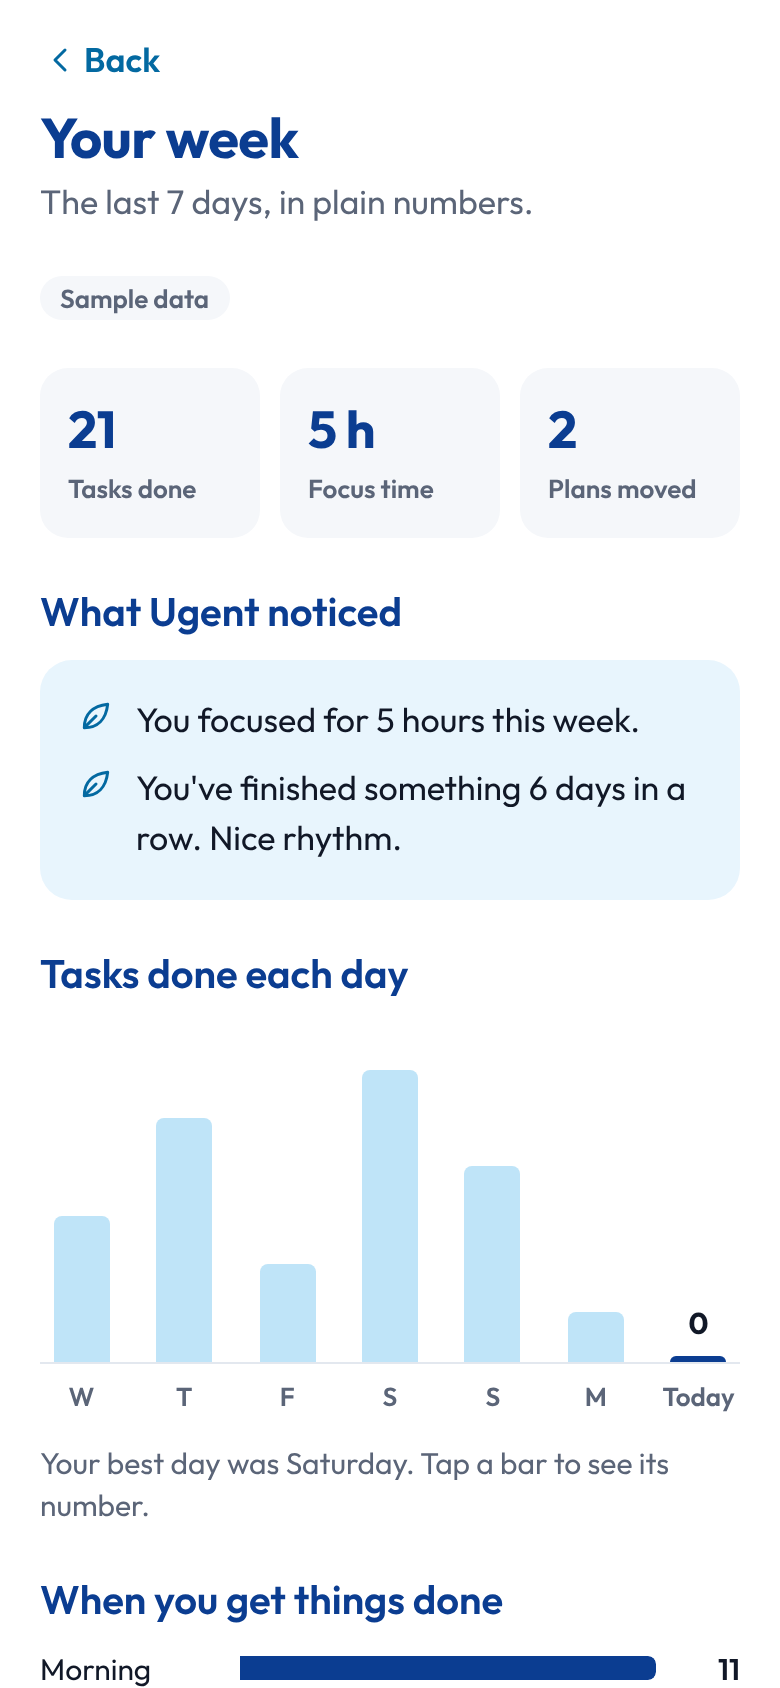 Back
Your week
The last 7 days, in plain numbers.
Sample data
21
Tasks done
5 h
Focus time
2
Plans moved
What Ugent noticed
You focused for 5 hours this week.
You've finished something 6 days in a
row. Nice rhythm.
Tasks done each day
0
W T F S S M Today
Your best day was Saturday. Tap a bar to see its
number.
When you get things done
Morning 11